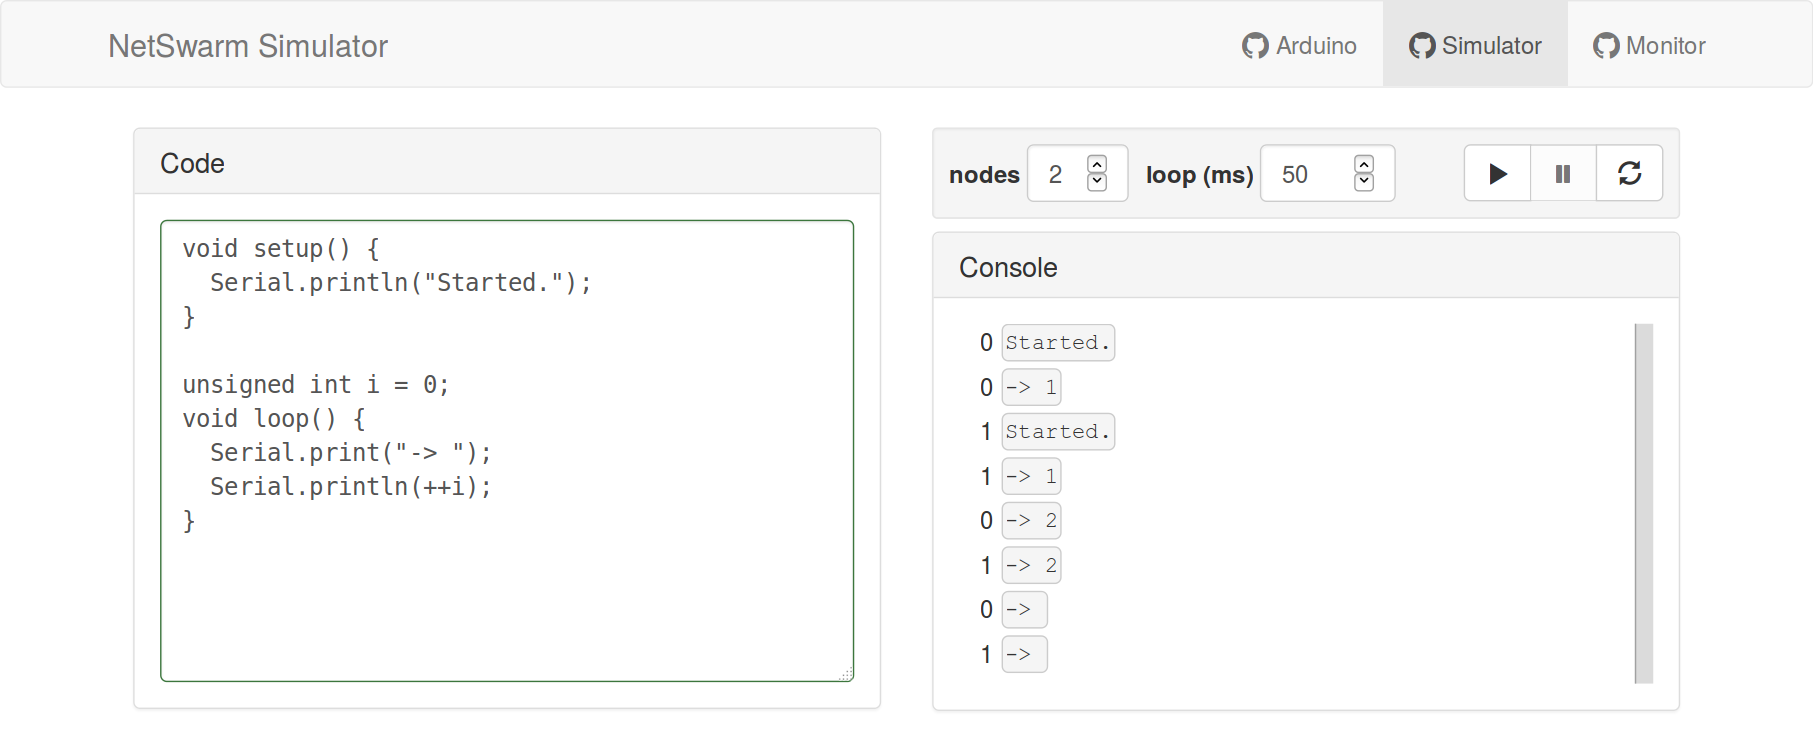 NetSwarm Simulator
Arduino
Simulator
Monitor
Code
void setup() {
  Serial.println("Started.");
}

unsigned int i = 0;
void loop() {
  Serial.print("-> ");
  Serial.println(++i);
}
nodes 2 loop (ms) 50
Console
0 Started.
0 -> 1
1 Started.
1 -> 1
0 -> 2
1 -> 2
0 ->
1 ->